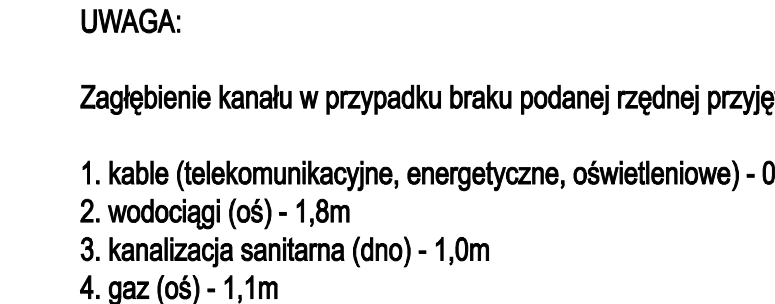 UWAGA:
Zagłębienie kanału w przypadku braku podanej rzędnej
1. kable (telekomunikacyjne, energetyczne, oświetleniowe) - 0
2. wodociągi (oś) - 1,8m
3. kanalizacja sanitarna (dno) - 1,0m
4. gaz (oś) - 1,1m